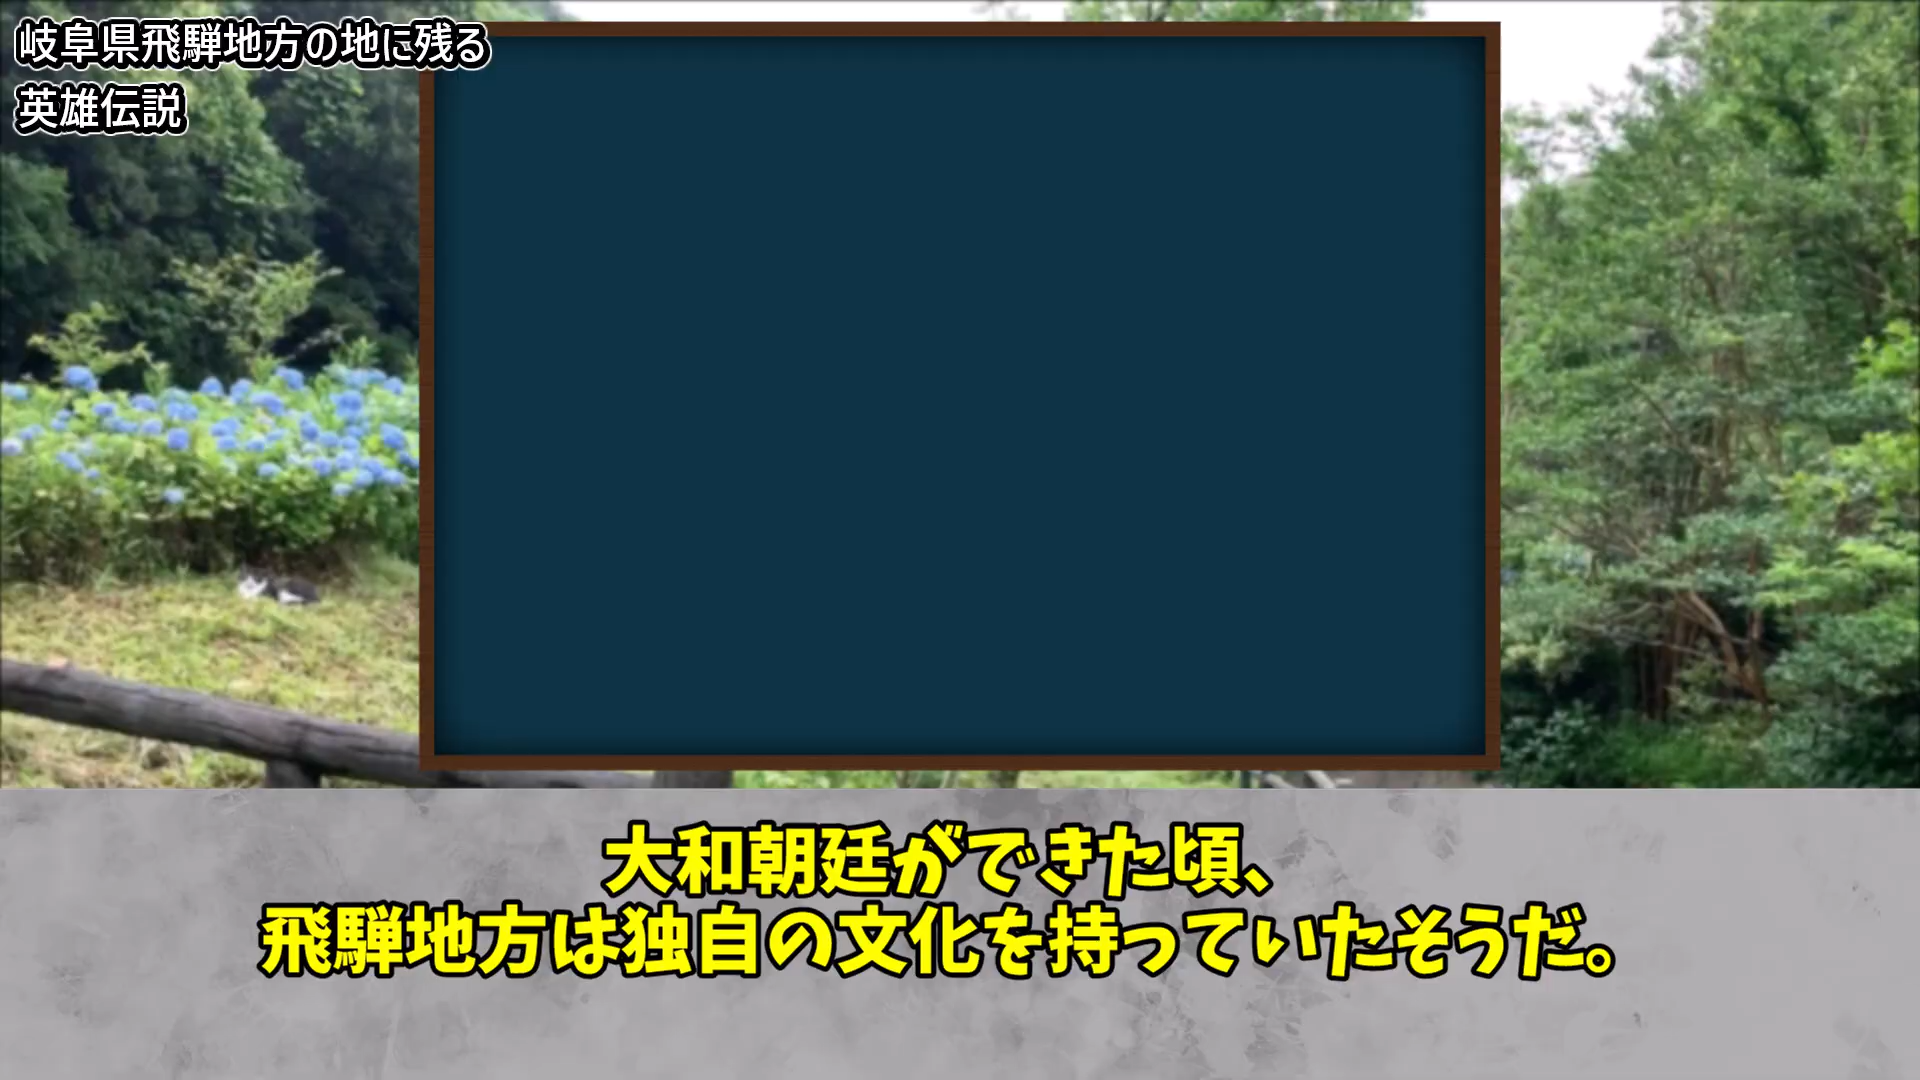 岐阜県飛騨地方の地に残る
英雄伝説
大和朝廷ができた頃、
飛騨地方は独自の文化を持っていたそうだ。